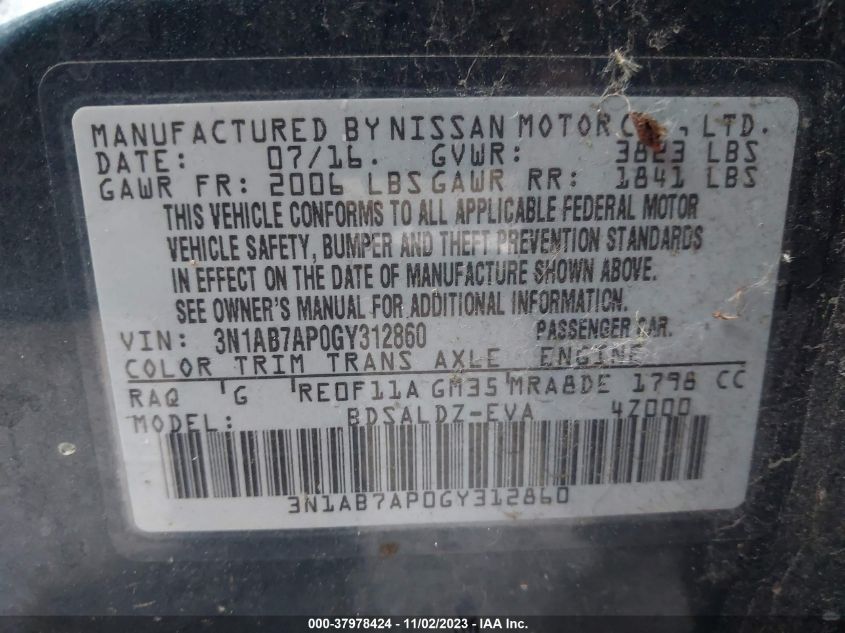 MANUFACTURED BY NISSAN MOTOR , LTD.
DATE: 07/16. GVWR: 3823 LBS
GAWR FR: 2006 LBS GAWR RR: 1841 LBS
THIS VEHICLE CONFORMS TO ALL APPLICABLE FEDERAL MOTOR
VEHICLE SAFETY, BUMPER AND THEFT PREVENTION STANDARDS
IN EFFECT ON THE DATE OF MANUFACTURE SHOWN ABOVE.
SEE OWNER'S MANUAL FOR ADDITIONAL INFORMATION.
VIN: 3N1AB7AP0GY312860 PASSENGER CAR.
COLOR TRIM TRANS AXLE ENGINE
RAQ G RE0F11A GM35 MRA8DE 1798 CC
MODEL: BDSALDZ-EVA 47000
3N1AB7AP0GY312860
000-37978424 - 11/02/2023 - IAA Inc.